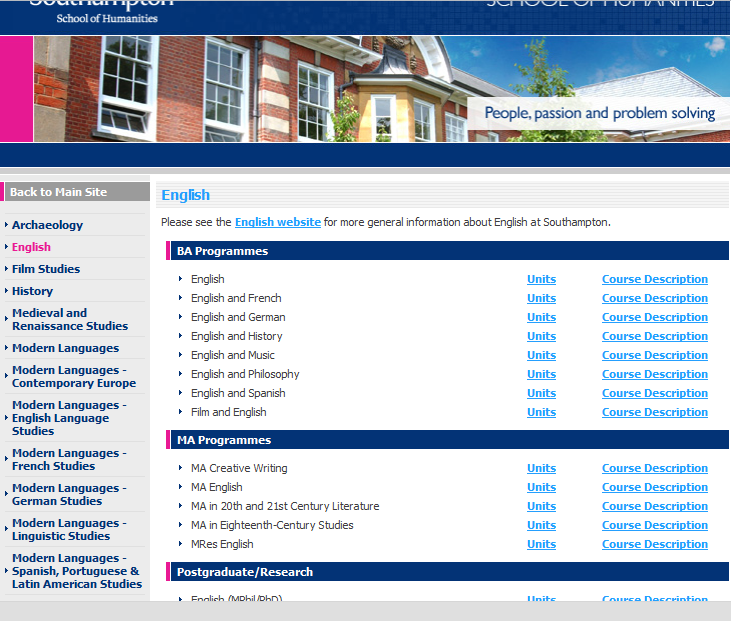 Southampton
School of Humanities
SCHOOL OF HUMANITIES
People, passion and problem solving
Back to Main Site
Archaeology
English
Film Studies
History
Medieval and
Renaissance Studies
Modern Languages
Modern Languages -
Contemporary Europe
Modern Languages -
English Language
Studies
Modern Languages -
French Studies
Modern Languages -
German Studies
Modern Languages -
Linguistic Studies
Modern Languages -
Spanish, Portuguese &
Latin American Studies
English
Please see the English website for more general information about English at Southampton.
BA Programmes
English Units Course Description
English and French Units Course Description
English and German Units Course Description
English and History Units Course Description
English and Music Units Course Description
English and Philosophy Units Course Description
English and Spanish Units Course Description
Film and English Units Course Description
MA Programmes
MA Creative Writing Units Course Description
MA English Units Course Description
MA in 20th and 21st Century Literature Units Course Description
MA in Eighteenth-Century Studies Units Course Description
MRes English Units Course Description
Postgraduate/Research
English (MPhil/PhD) Units Course Description